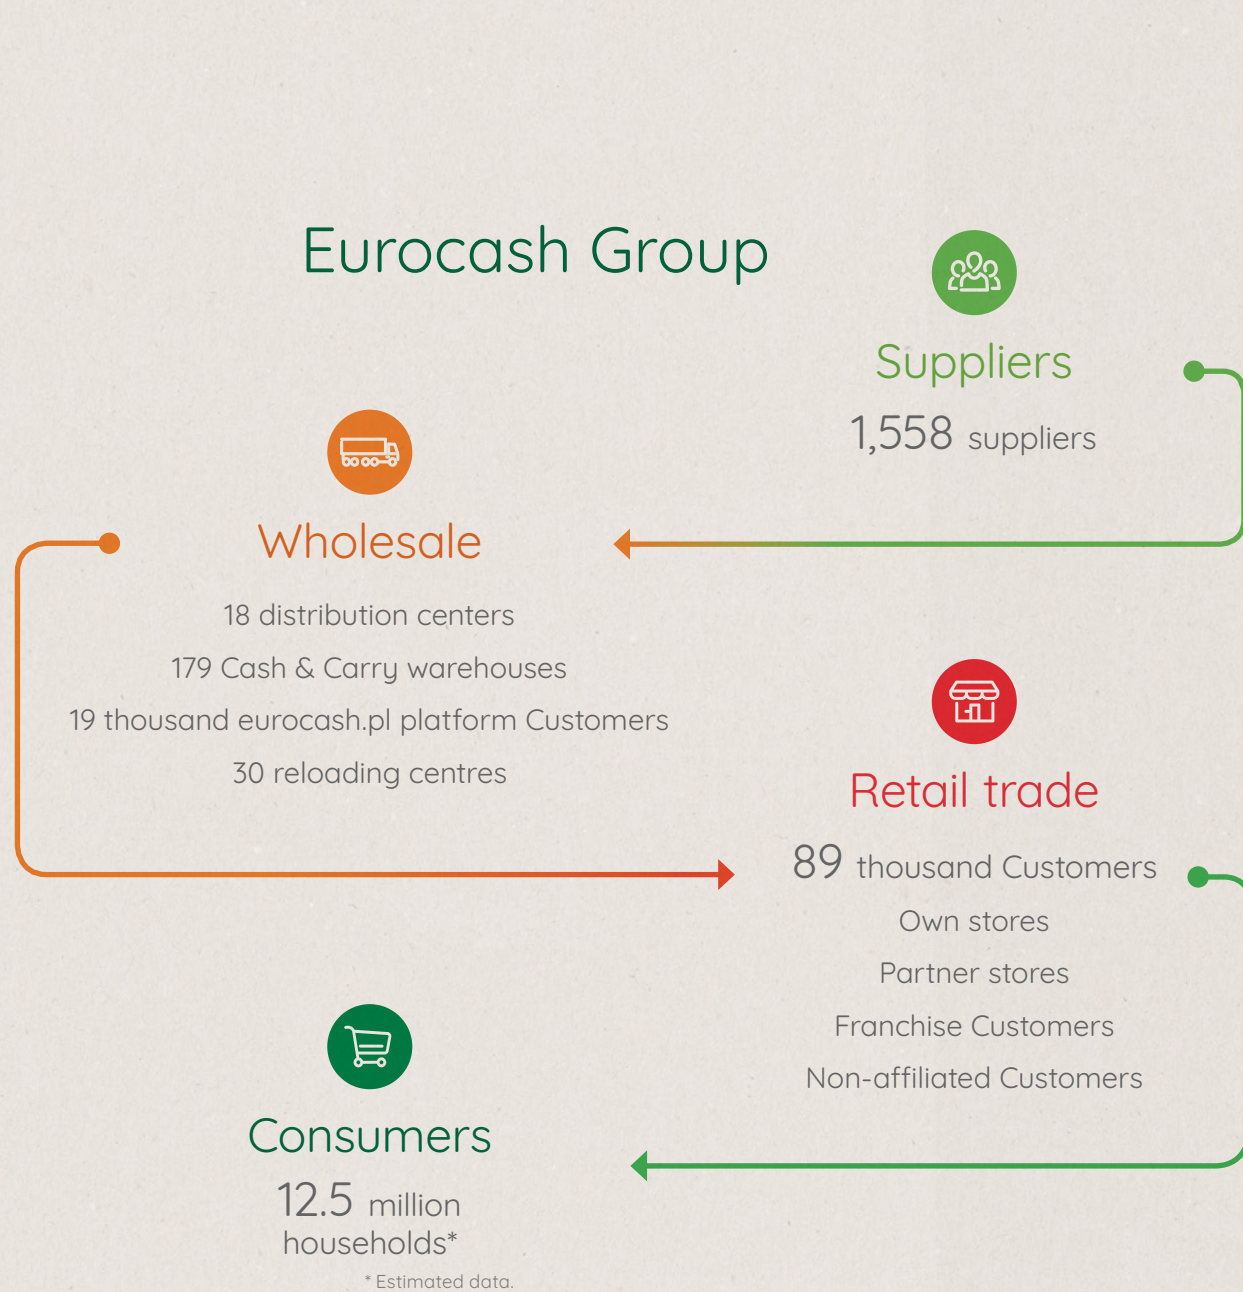 Eurocash Group
Suppliers
1,558 suppliers
Wholesale
18 distribution centers
179 Cash & Carry warehouses
19 thousand eurocash.pl platform Customers
30 reloading centres
Retail trade
89 thousand Customers
Own stores
Partner stores
Franchise Customers
Non-affiliated Customers
Consumers
12.5 million
households*
* Estimated data.